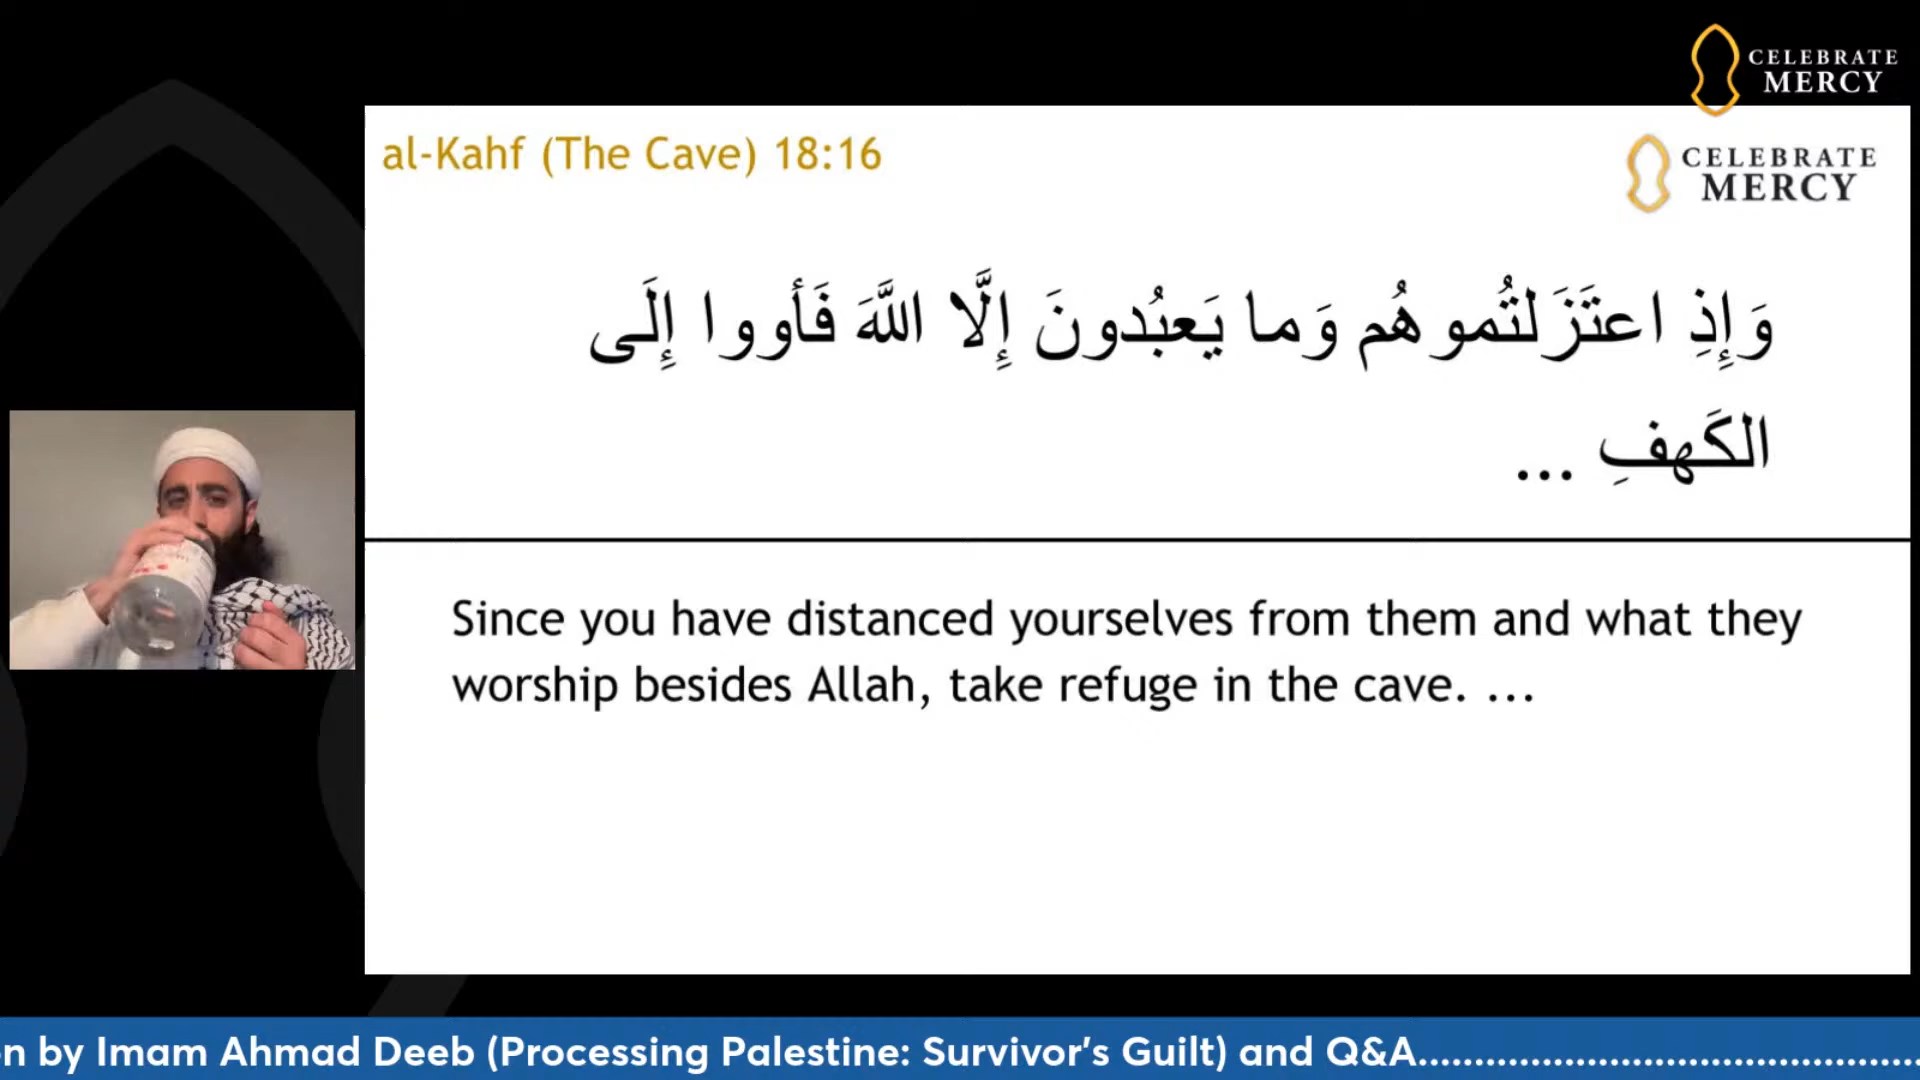 CELEBRATE
MERCY
al-Kahf (The Cave) 18:16
CELEBRATE
MERCY
وَإِذِ اعتَزَلتُموهُم وَما يَعبُدونَ إِلَّا اللَّهَ فَأووا إِلَى
الكَهفِ ...
Since you have distanced yourselves from them and what they
worship besides Allah, take refuge in the cave. ...
n by Imam Ahmad Deeb (Processing Palestine: Survivor's Guilt) and Q&A..........................................